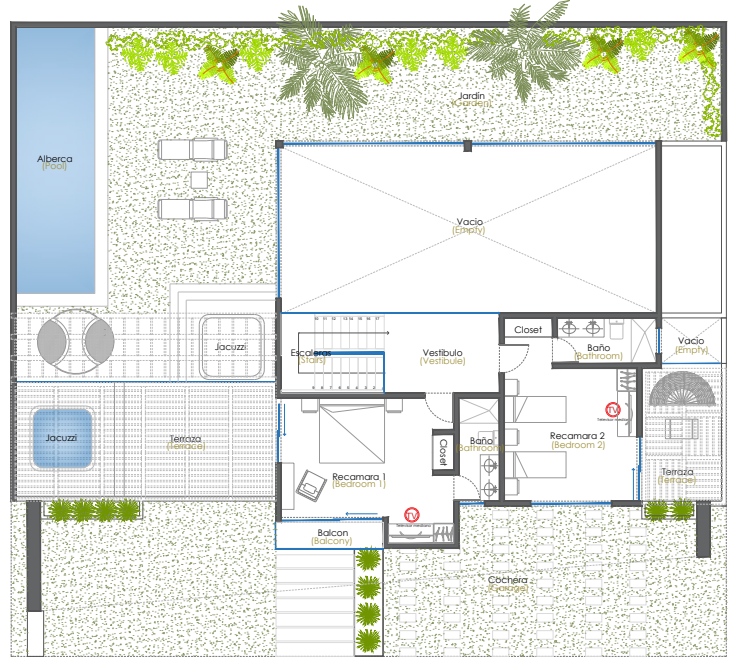 Jardin
(Garden)
Alberca
(Pool)
Vacio
(Empty)
Closet
Baño
(Bathroom)
Vacio
(Empty)
Jacuzzi
Escaleras
(Stairs)
Vestibulo
(Vestibule)
TV
Jacuzzi
Terraza
(Terrace)
Closet
Baño
(Bathroom)
Recamara 2
(Bedroom 2)
Terraza
(Terrace)
Recamara 1
(Bedroom 1)
TV
Balcon
(Balcony)
Cochera
(Garage)